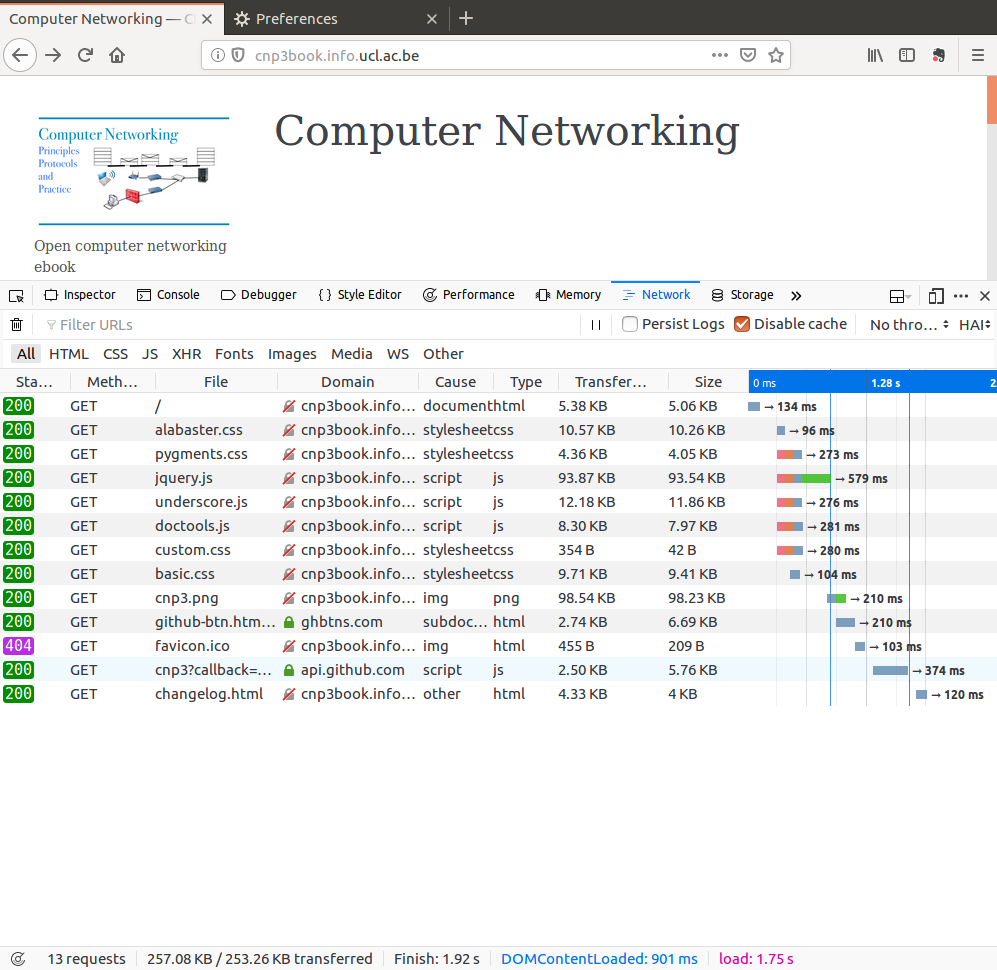 Computer Networking — C
Preferences
cnp3book.info.ucl.ac.be
Computer Networking
Principles
Protocols
and
Practice
Open computer networking
ebook
Computer Networking
Inspector Console Debugger { } Style Editor Performance Memory Network Storage
Filter URLs
Persist Logs Disable cache No thro... HAI
All HTML CSS JS XHR Fonts Images Media WS Other
Sta... Meth... File Domain Cause Type Transfer... Size 0 ms 1.28 s 2
200 GET / cnp3book.info... document html 5.38 KB 5.06 KB → 134 ms
200 GET alabaster.css cnp3book.info... stylesheet css 10.57 KB 10.26 KB → 96 ms
200 GET pygments.css cnp3book.info... stylesheet css 4.36 KB 4.05 KB → 273 ms
200 GET jquery.js cnp3book.info... script js 93.87 KB 93.54 KB → 579 ms
200 GET underscore.js cnp3book.info... script js 12.18 KB 11.86 KB → 276 ms
200 GET doctools.js cnp3book.info... script js 8.30 KB 7.97 KB → 281 ms
200 GET custom.css cnp3book.info... stylesheet css 354 B 42 B → 280 ms
200 GET basic.css cnp3book.info... stylesheet css 9.71 KB 9.41 KB → 104 ms
200 GET cnp3.png cnp3book.info... img png 98.54 KB 98.23 KB → 210 ms
200 GET github-btn.htm... ghbtns.com subdoc... html 2.74 KB 6.69 KB → 210 ms
404 GET favicon.ico cnp3book.info... img html 455 B 209 B → 103 ms
200 GET cnp3?callback=... api.github.com script js 2.50 KB 5.76 KB → 374 ms
200 GET changelog.html cnp3book.info... other html 4.33 KB 4 KB → 120 ms
13 requests 257.08 KB / 253.26 KB transferred Finish: 1.92 s DOMContentLoaded: 901 ms load: 1.75 s